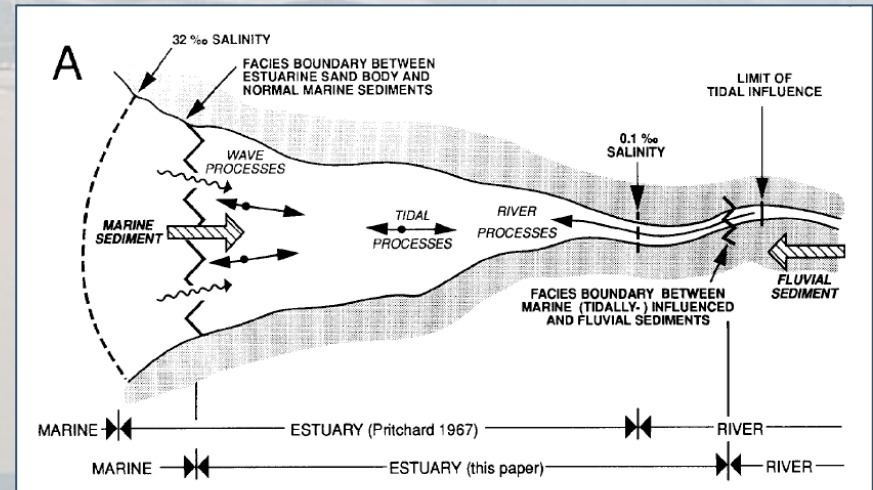 A
32 ‰ SALINITY
FACIES BOUNDARY BETWEEN
ESTUARINE SAND BODY AND
NORMAL MARINE SEDIMENTS
LIMIT OF
TIDAL INFLUENCE
0.1 ‰
SALINITY
WAVE
PROCESSES
MARINE
SEDIMENT
TIDAL
PROCESSES
RIVER
PROCESSES
FLUVIAL
SEDIMENT
FACIES BOUNDARY BETWEEN
MARINE (TIDALLY-) INFLUENCED
AND FLUVIAL SEDIMENTS
MARINE
ESTUARY (Pritchard 1967)
RIVER
MARINE
ESTUARY (this paper)
RIVER